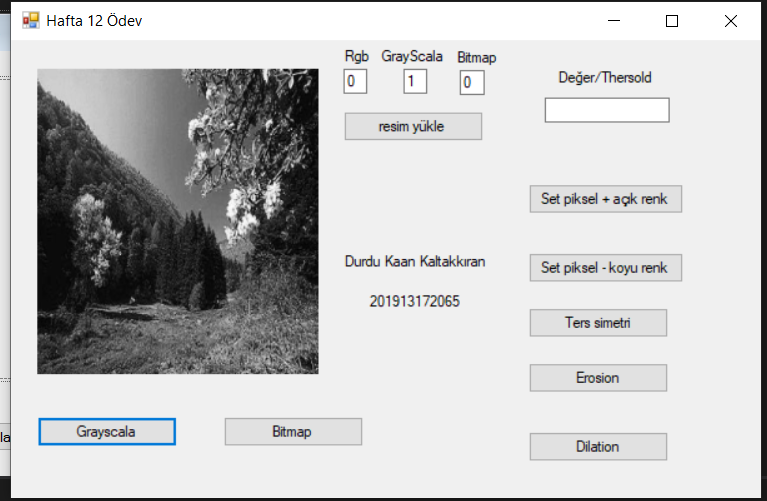 Hafta 12 Ödev
Rgb GrayScala Bitmap
0 1 0
Değer/Thersold
resim yükle
Set piksel + açık renk
Durdu Kaan Kaltakkıran
Set piksel - koyu renk
201913172065
Ters simetri
Erosion
Grayscala
Bitmap
Dilation
la